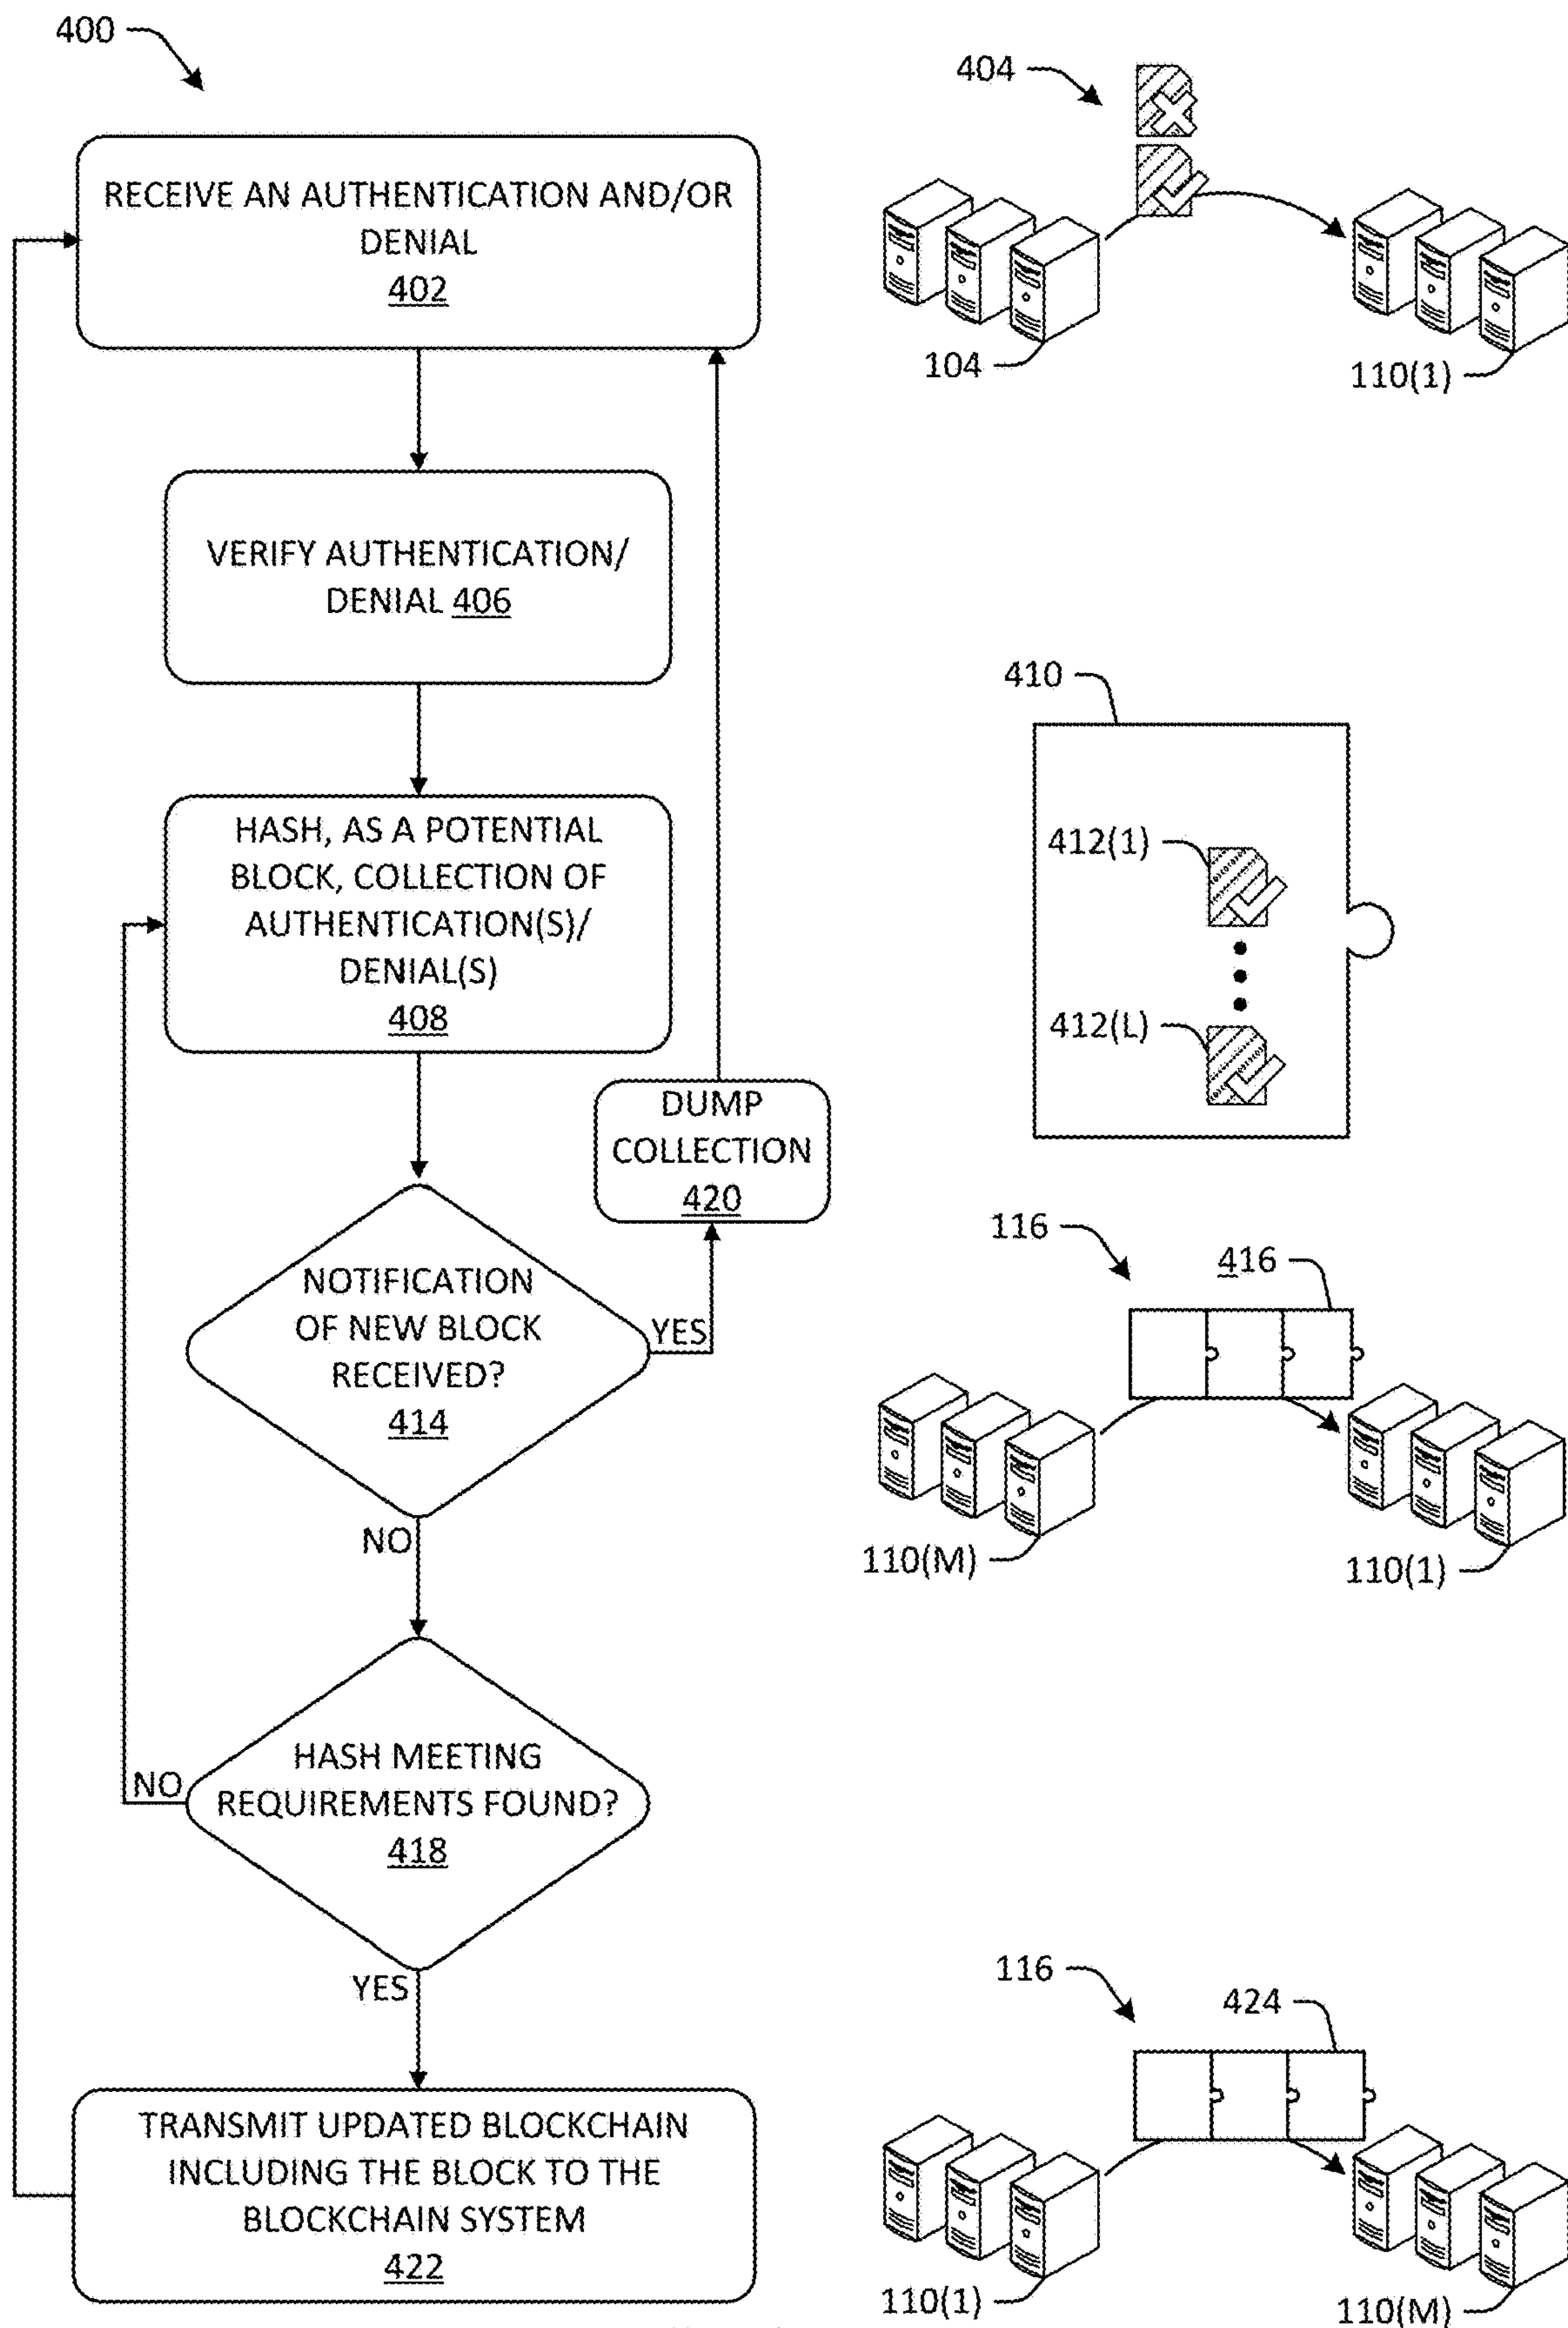 400
RECEIVE AN AUTHENTICATION AND/OR
DENIAL
402
VERIFY AUTHENTICATION/
DENIAL 406
HASH, AS A POTENTIAL
BLOCK, COLLECTION OF
AUTHENTICATION(S)/
DENIAL(S)
408
DUMP
COLLECTION
420
NOTIFICATION
OF NEW BLOCK
RECEIVED?
414
YES
NO
HASH MEETING
REQUIREMENTS FOUND?
418
NO
YES
TRANSMIT UPDATED BLOCKCHAIN
INCLUDING THE BLOCK TO THE
BLOCKCHAIN SYSTEM
422
404
104
110(1)
410
412(1)
412(L)
116
416
110(M)
110(1)
116
424
110(1)
110(M)